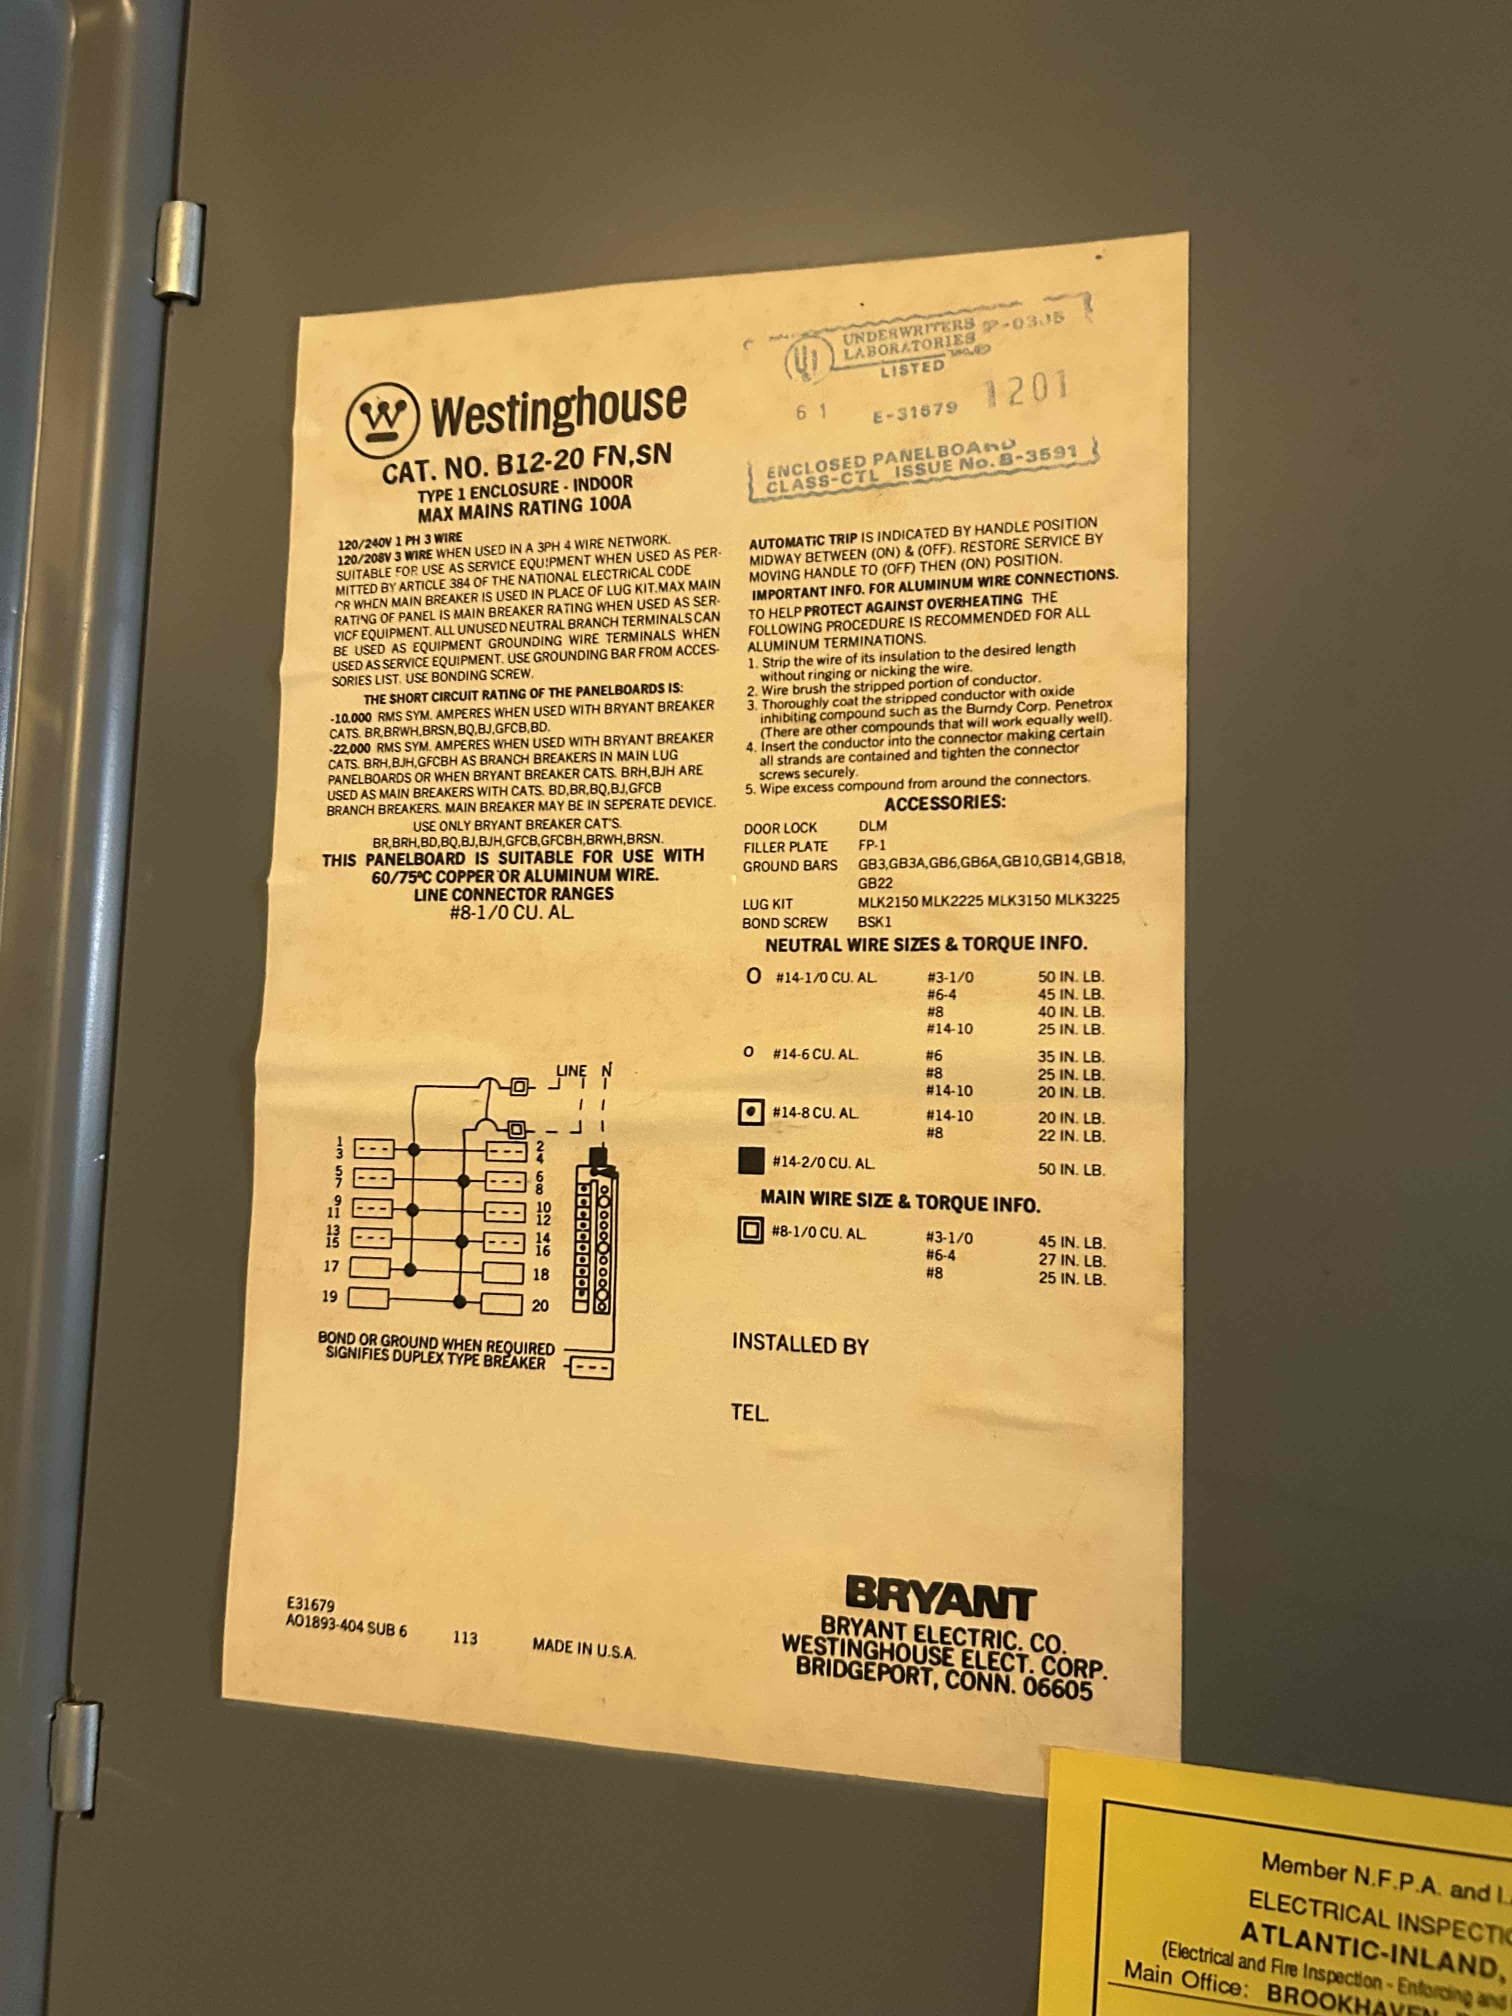 Westinghouse
CAT. NO. B12-20 FN,SN
TYPE 1 ENCLOSURE - INDOOR
MAX MAINS RATING 100A
120/240V 1 PH 3 WIRE
120/208V 3 WIRE WHEN USED IN A 3PH 4 WIRE NETWORK.
SUITABLE FOR USE AS SERVICE EQUIPMENT WHEN USED AS PER-
MITTED BY ARTICLE 384 OF THE NATIONAL ELECTRICAL CODE
OR WHEN MAIN BREAKER IS USED IN PLACE OF LUG KIT.MAX MAIN
RATING OF PANEL IS MAIN BREAKER RATING WHEN USED AS SER-
VICE EQUIPMENT. ALL UNUSED NEUTRAL BRANCH TERMINALS CAN
BE USED AS EQUIPMENT GROUNDING WIRE TERMINALS WHEN
USED AS SERVICE EQUIPMENT. USE GROUNDING BAR FROM ACCES-
SORIES LIST. USE BONDING SCREW.
THE SHORT CIRCUIT RATING OF THE PANELBOARDS IS:
-10,000 RMS SYM. AMPERES WHEN USED WITH BRYANT BREAKER
CATS. BR,BRWH,BRSN,BQ,BJ,GFCB,BD.
-22,000 RMS SYM. AMPERES WHEN USED WITH BRYANT BREAKER
CATS. BRH,BJH,GFCBH AS BRANCH BREAKERS IN MAIN LUG
PANELBOARDS OR WHEN BRYANT BREAKER CATS. BRH,BJH ARE
USED AS MAIN BREAKERS WITH CATS. BD,BR,BQ,BJ,GFCB
BRANCH BREAKERS. MAIN BREAKER MAY BE IN SEPERATE DEVICE.
USE ONLY BRYANT BREAKER CAT'S.
BR,BRH,BD,BQ,BJ,BJH,GFCB,GFCBH,BRWH,BRSN.
THIS PANELBOARD IS SUITABLE FOR USE WITH
60/75ºC COPPER OR ALUMINUM WIRE.
LINE CONNECTOR RANGES
#8-1/0 CU. AL.
LINE N
1 2
3 4
5 6
7 8
9 10
11 12
13 14
15 16
17 18
19 20
BOND OR GROUND WHEN REQUIRED
SIGNIFIES DUPLEX TYPE BREAKER
E31679
AO1893-404 SUB 6 113 MADE IN U.S.A.
UL
UNDERWRITERS
LABORATORIES
LISTED
61 E-31679 1201
ENCLOSED PANELBOARD
CLASS-CTL ISSUE No. B-3591
AUTOMATIC TRIP IS INDICATED BY HANDLE POSITION
MIDWAY BETWEEN (ON) & (OFF). RESTORE SERVICE BY
MOVING HANDLE TO (OFF) THEN (ON) POSITION.
IMPORTANT INFO. FOR ALUMINUM WIRE CONNECTIONS.
TO HELP PROTECT AGAINST OVERHEATING THE
FOLLOWING PROCEDURE IS RECOMMENDED FOR ALL
ALUMINUM TERMINATIONS.
1. Strip the wire of its insulation to the desired length
without ringing or nicking the wire.
2. Wire brush the stripped portion of conductor.
3. Thoroughly coat the stripped conductor with oxide
inhibiting compound such as the Burndy Corp. Penetrox
(There are other compounds that will work equally well).
4. Insert the conductor into the connector making certain
all strands are contained and tighten the connector
screws securely.
5. Wipe excess compound from around the connectors.
ACCESSORIES:
DOOR LOCK DLM
FILLER PLATE FP-1
GROUND BARS GB3,GB3A,GB6,GB6A,GB10,GB14,GB18,
GB22
LUG KIT MLK2150 MLK2225 MLK3150 MLK3225
BOND SCREW BSK1
NEUTRAL WIRE SIZES & TORQUE INFO.
#14-1/0 CU. AL. #3-1/0 50 IN. LB.
#6-4 45 IN. LB.
#8 40 IN. LB.
#14-10 25 IN. LB.
#14-6 CU. AL. #6 35 IN. LB.
#8 25 IN. LB.
#14-10 20 IN. LB.
#14-8 CU. AL. #14-10 20 IN. LB.
#8 22 IN. LB.
#14-2/0 CU. AL. 50 IN. LB.
MAIN WIRE SIZE & TORQUE INFO.
#8-1/0 CU. AL. #3-1/0 45 IN. LB.
#6-4 27 IN. LB.
#8 25 IN. LB.
INSTALLED BY
TEL.
BRYANT
BRYANT ELECTRIC. CO.
WESTINGHOUSE ELECT. CORP.
BRIDGEPORT, CONN. 06605
Member N.F.P.A. and I.
ELECTRICAL INSPECTIO
ATLANTIC-INLAND,
(Electrical and Fire Inspection - Enforcing and
Main Office: BROOKHAVEN